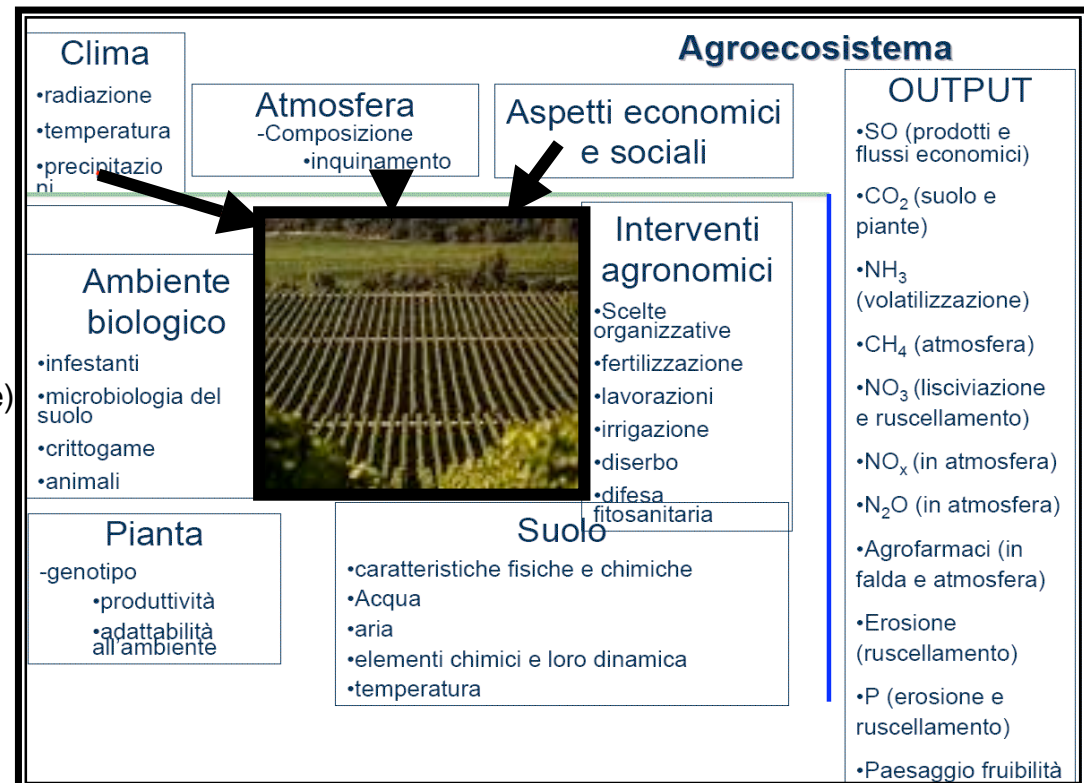 Agroecosistema
Clima
•radiazione
•temperatura
•precipitazio
ni
Atmosfera
-Composizione
•inquinamento
Aspetti economici
e sociali
Ambiente
biologico
•infestanti
•microbiologia del
suolo
•crittogame
•animali
e)
Interventi
agronomici
•Scelte
organizzative
•fertilizzazione
•lavorazioni
•irrigazione
•diserbo
•difesa
fitosanitaria
Pianta
-genotipo
•produttività
•adattabilità
all'ambiente
Suolo
•caratteristiche fisiche e chimiche
•Acqua
•aria
•elementi chimici e loro dinamica
•temperatura
OUTPUT
•SO (prodotti e
flussi economici)
•CO₂ (suolo e
piante)
•NH₃
(volatilizzazione)
•CH₄ (atmosfera)
•NO₃ (lisciviazione
e ruscellamento)
•NOₓ (in atmosfera)
•N₂O (in atmosfera)
•Agrofarmaci (in
falda e atmosfera)
•Erosione
(ruscellamento)
•P (erosione e
ruscellamento)
•Paesaggio fruibilità